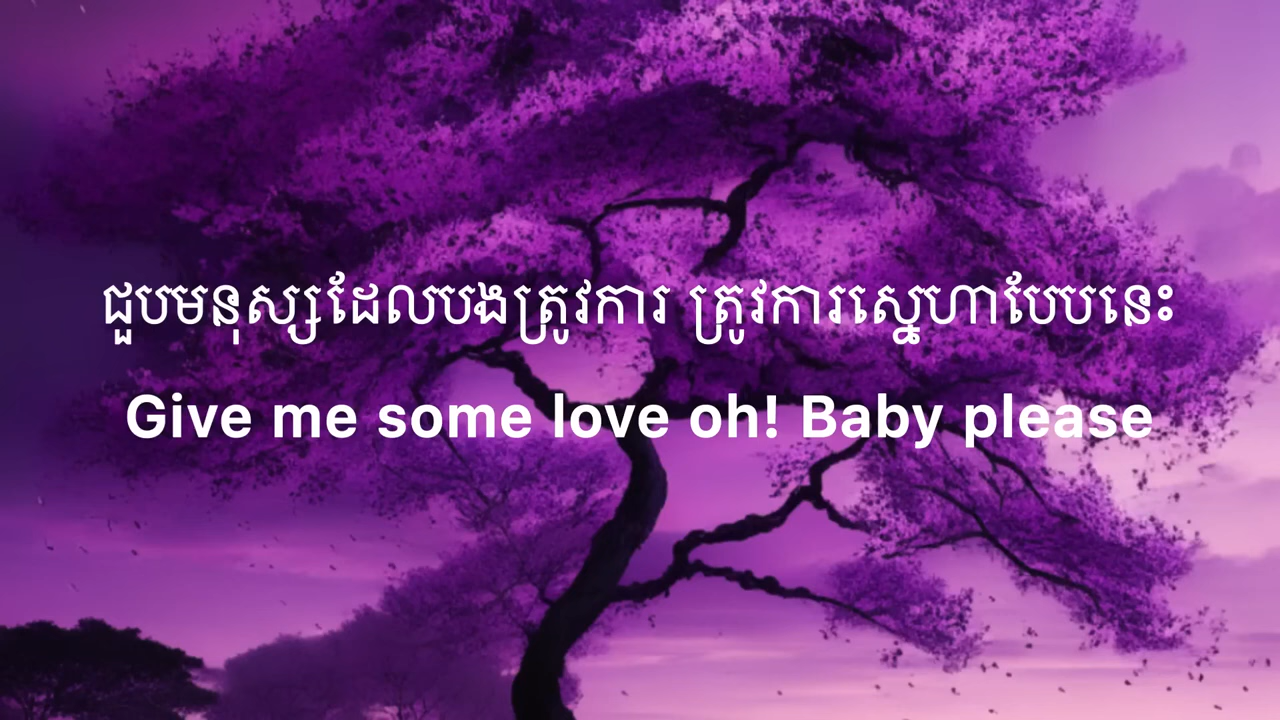 ជួបមនុស្សដែលបងត្រូវការ ត្រូវការស្នេហាបែបនេះ
Give me some love oh! Baby please